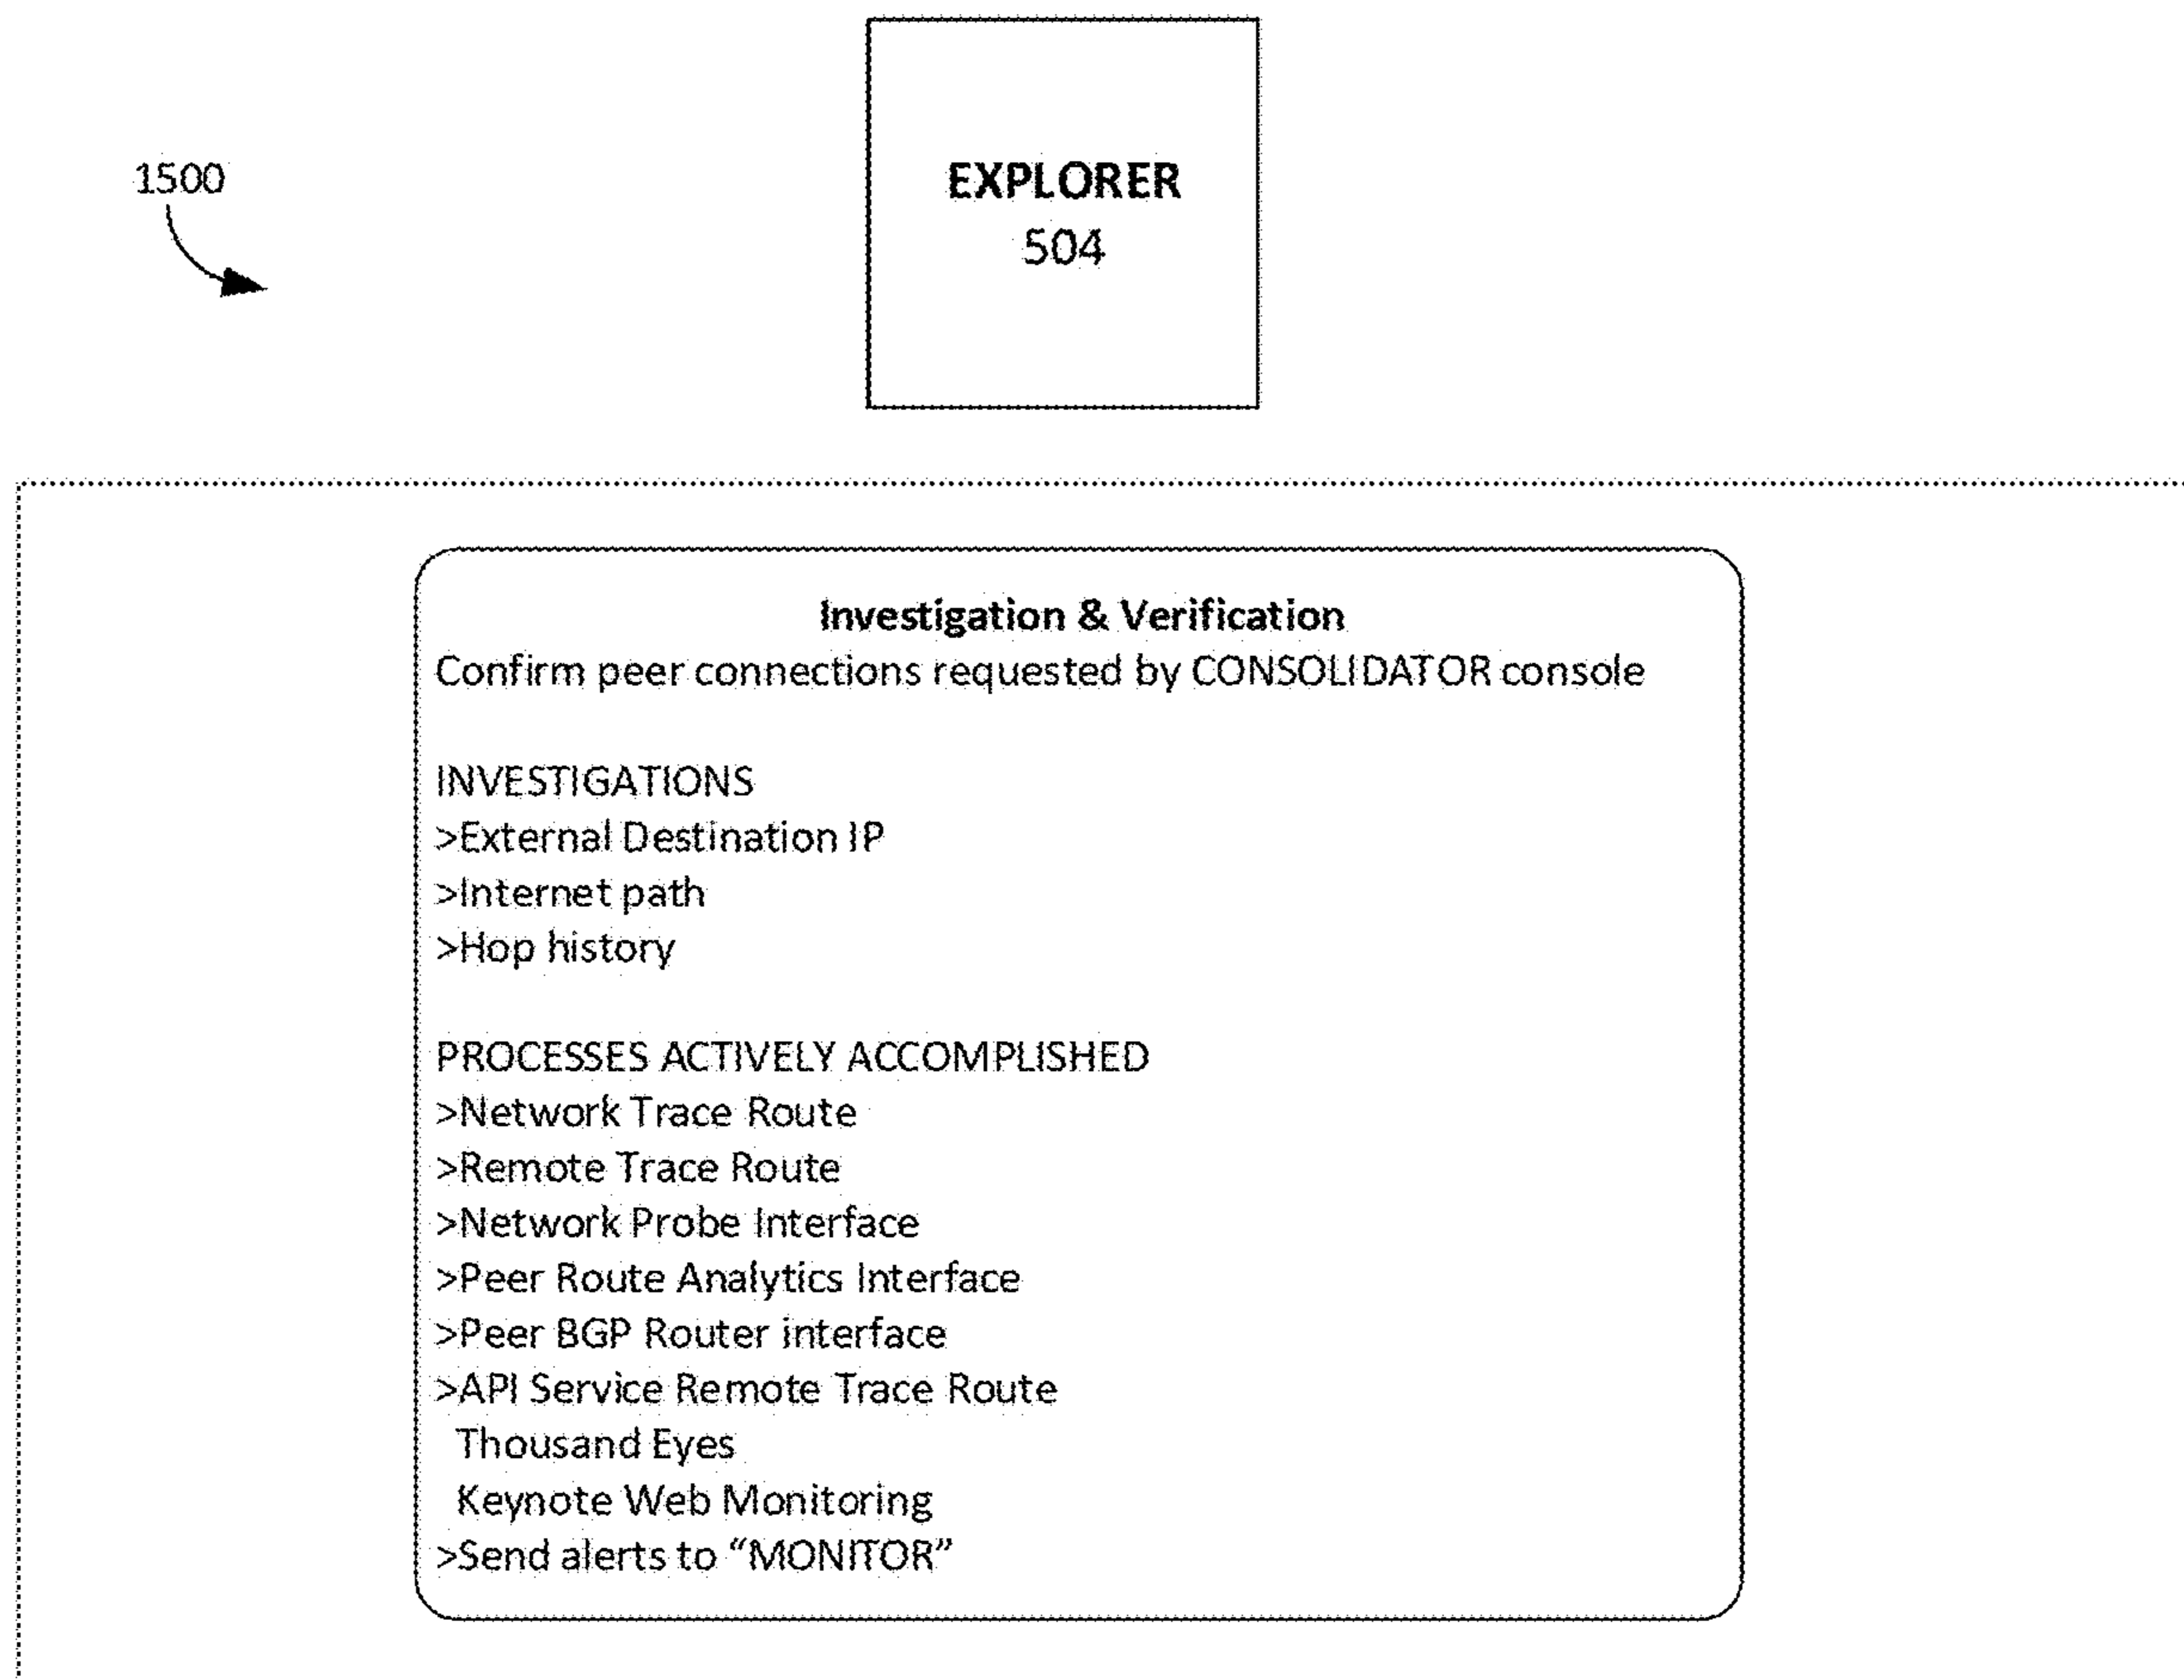 1500
EXPLORER
504
Investigation & Verification
Confirm peer connections requested by CONSOLIDATOR console
INVESTIGATIONS
>External Destination IP
>Internet path
>Hop history
PROCESSES ACTIVELY ACCOMPLISHED
>Network Trace Route
>Remote Trace Route
>Network Probe Interface
>Peer Route Analytics Interface
>Peer BGP Router interface
>API Service Remote Trace Route
Thousand Eyes
Keynote Web Monitoring
>Send alerts to “MONITOR”